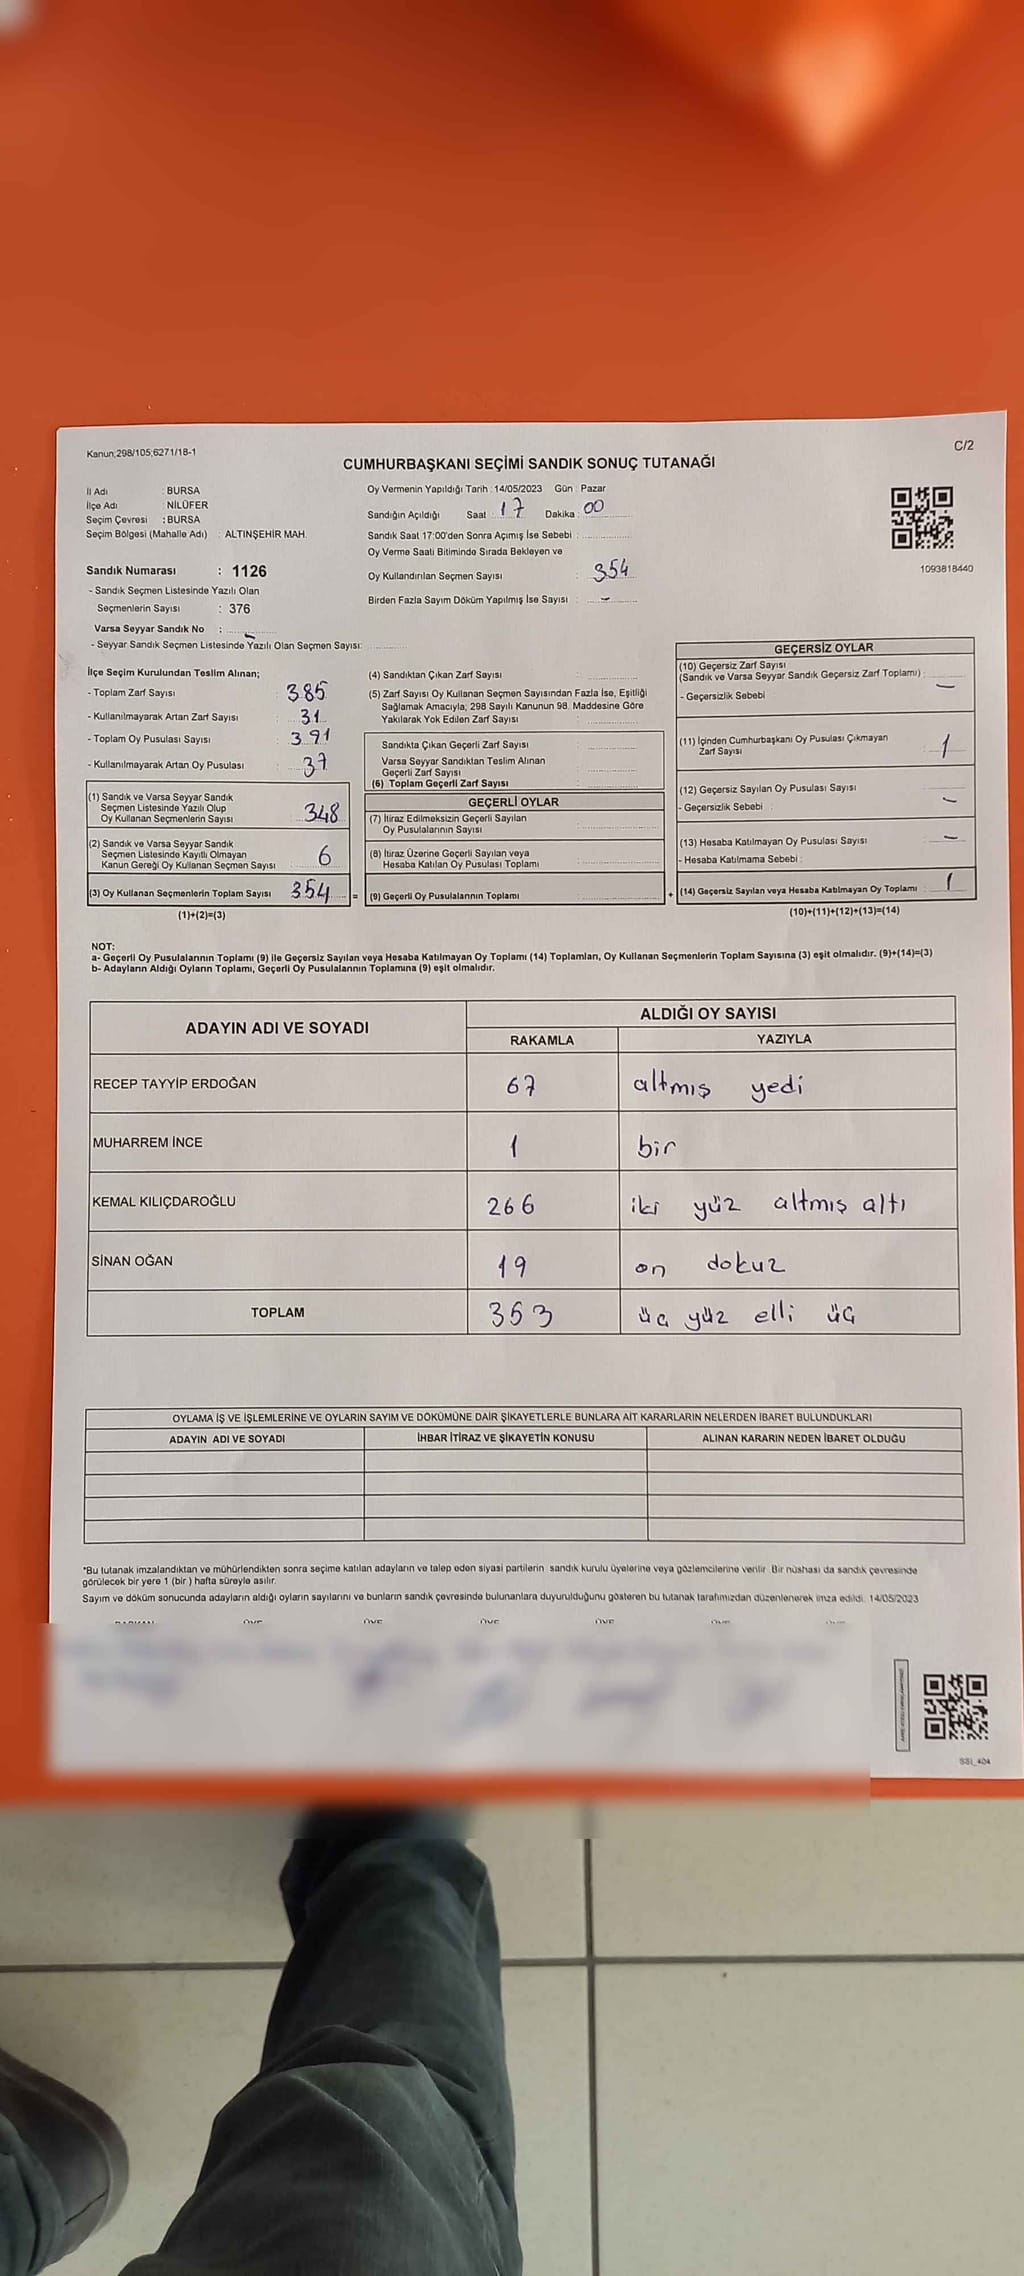 Kanun;298/105;6271/18-1
C/2
CUMHURBAŞKANI SEÇİMİ SANDIK SONUÇ TUTANAĞI
İl Adı : BURSA
İlçe Adı : NİLÜFER
Seçim Çevresi : BURSA
Seçim Bölgesi (Mahalle Adı) : ALTINŞEHİR MAH.
Oy Vermenin Yapıldığı Tarih : 14/05/2023 Gün : Pazar
Sandığın Açıldığı Saat : 17 Dakika : 00
Sandık Saat 17:00'den Sonra Açımış İse Sebebi :
Oy Verme Saati Bitiminde Sırada Bekleyen ve
Oy Kullandırılan Seçmen Sayısı : 354
Birden Fazla Sayım Döküm Yapılmış İse Sayısı : -
1093818440
Sandık Numarası : 1126
- Sandık Seçmen Listesinde Yazılı Olan
Seçmenlerin Sayısı : 376
Varsa Seyyar Sandık No : -
- Seyyar Sandık Seçmen Listesinde Yazılı Olan Seçmen Sayısı:
İlçe Seçim Kurulundan Teslim Alınan;
- Toplam Zarf Sayısı : 385
- Kullanılmayarak Artan Zarf Sayısı : 31
- Toplam Oy Pusulası Sayısı : 391
- Kullanılmayarak Artan Oy Pusulası : 37
(1) Sandık ve Varsa Seyyar Sandık
Seçmen Listesinde Yazılı Olup
Oy Kullanan Seçmenlerin Sayısı : 348
(2) Sandık ve Varsa Seyyar Sandık
Seçmen Listesinde Kayıtlı Olmayan
Kanun Gereği Oy Kullanan Seçmen Sayısı : 6
(3) Oy Kullanan Seçmenlerin Toplam Sayısı : 354 =
(1)+(2)=(3)
(4) Sandıktan Çıkan Zarf Sayısı :
(5) Zarf Sayısı Oy Kullanan Seçmen Sayısından Fazla İse, Eşitliği
Sağlamak Amacıyla; 298 Sayılı Kanunun 98. Maddesine Göre
Yakılarak Yok Edilen Zarf Sayısı :
Sandıkta Çıkan Geçerli Zarf Sayısı :
Varsa Seyyar Sandıktan Teslim Alınan
Geçerli Zarf Sayısı :
(6) Toplam Geçerli Zarf Sayısı :
GEÇERLİ OYLAR
(7) İtiraz Edilmeksizin Geçerli Sayılan
Oy Pusulalarının Sayısı :
(8) İtiraz Üzerine Geçerli Sayılan veya
Hesaba Katılan Oy Pusulası Toplamı :
(9) Geçerli Oy Pusulalarının Toplamı : +
GEÇERSİZ OYLAR
(10) Geçersiz Zarf Sayısı
(Sandık ve Varsa Seyyar Sandık Geçersiz Zarf Toplamı) : -
- Geçersizlik Sebebi :
(11) İçinden Cumhurbaşkanı Oy Pusulası Çıkmayan
Zarf Sayısı : 1
(12) Geçersiz Sayılan Oy Pusulası Sayısı : -
- Geçersizlik Sebebi :
(13) Hesaba Katılmayan Oy Pusulası Sayısı : -
- Hesaba Katılmama Sebebi :
(14) Geçersiz Sayılan veya Hesaba Katılmayan Oy Toplamı : 1
(10)+(11)+(12)+(13)=(14)
NOT:
a- Geçerli Oy Pusulalarının Toplamı (9) ile Geçersiz Sayılan veya Hesaba Katılmayan Oy Toplamı (14) Toplamları, Oy Kullanan Seçmenlerin Toplam Sayısına (3) eşit olmalıdır. (9)+(14)=(3)
b- Adayların Aldığı Oyların Toplamı, Geçerli Oy Pusulalarının Toplamına (9) eşit olmalıdır.
ADAYIN ADI VE SOYADI
ALDIĞI OY SAYISI
RAKAMLA YAZIYLA
RECEP TAYYİP ERDOĞAN 67 altmış yedi
MUHARREM İNCE 1 bir
KEMAL KILIÇDAROĞLU 266 iki yüz altmış altı
SİNAN OĞAN 19 on dokuz
TOPLAM 353 üç yüz elli üç
OYLAMA İŞ VE İŞLEMLERİNE VE OYLARIN SAYIM VE DÖKÜMÜNE DAİR ŞİKAYETLERLE BUNLARA AİT KARARLARIN NELERDEN İBARET BULUNDUKLARI
ADAYIN ADI VE SOYADI İHBAR İTİRAZ VE ŞİKAYETİN KONUSU ALINAN KARARIN NEDEN İBARET OLDUĞU
*Bu tutanak imzalandıktan ve mühürlendikten sonra seçime katılan adayların ve talep eden siyasi partilerin sandık kurulu üyelerine veya gözlemcilerine verilir. Bir nüshası da sandık çevresinde
görülecek bir yere 1 (bir ) hafta süreyle asılır.
Sayım ve döküm sonucunda adayların aldığı oyların sayılarını ve bunların sandık çevresinde bulunanlara duyurulduğunu gösteren bu tutanak tarafımızdan düzenlenerek imza edildi. 14/05/2023
BAŞKAN ÜYE ÜYE ÜYE ÜYE ÜYE ÜYE
SSI_404